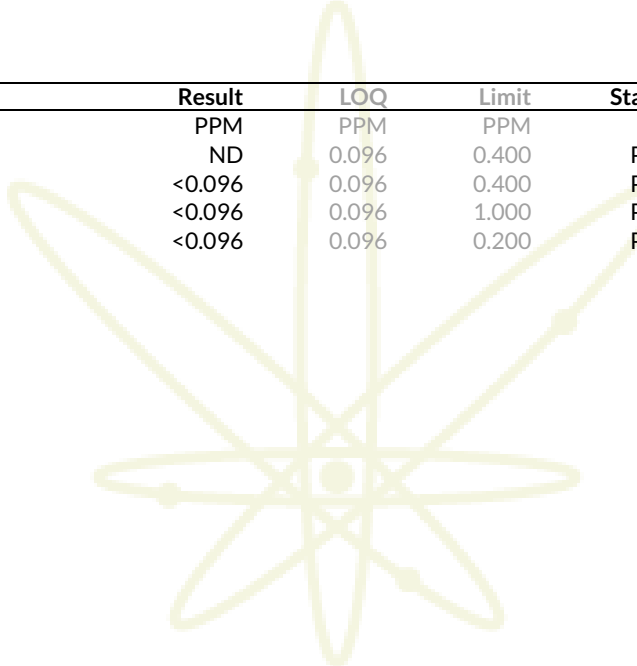 Result LOQ Limit Sta
PPM PPM PPM
ND 0.096 0.400 P
<0.096 0.096 0.400 P
<0.096 0.096 1.000 P
<0.096 0.096 0.200 P